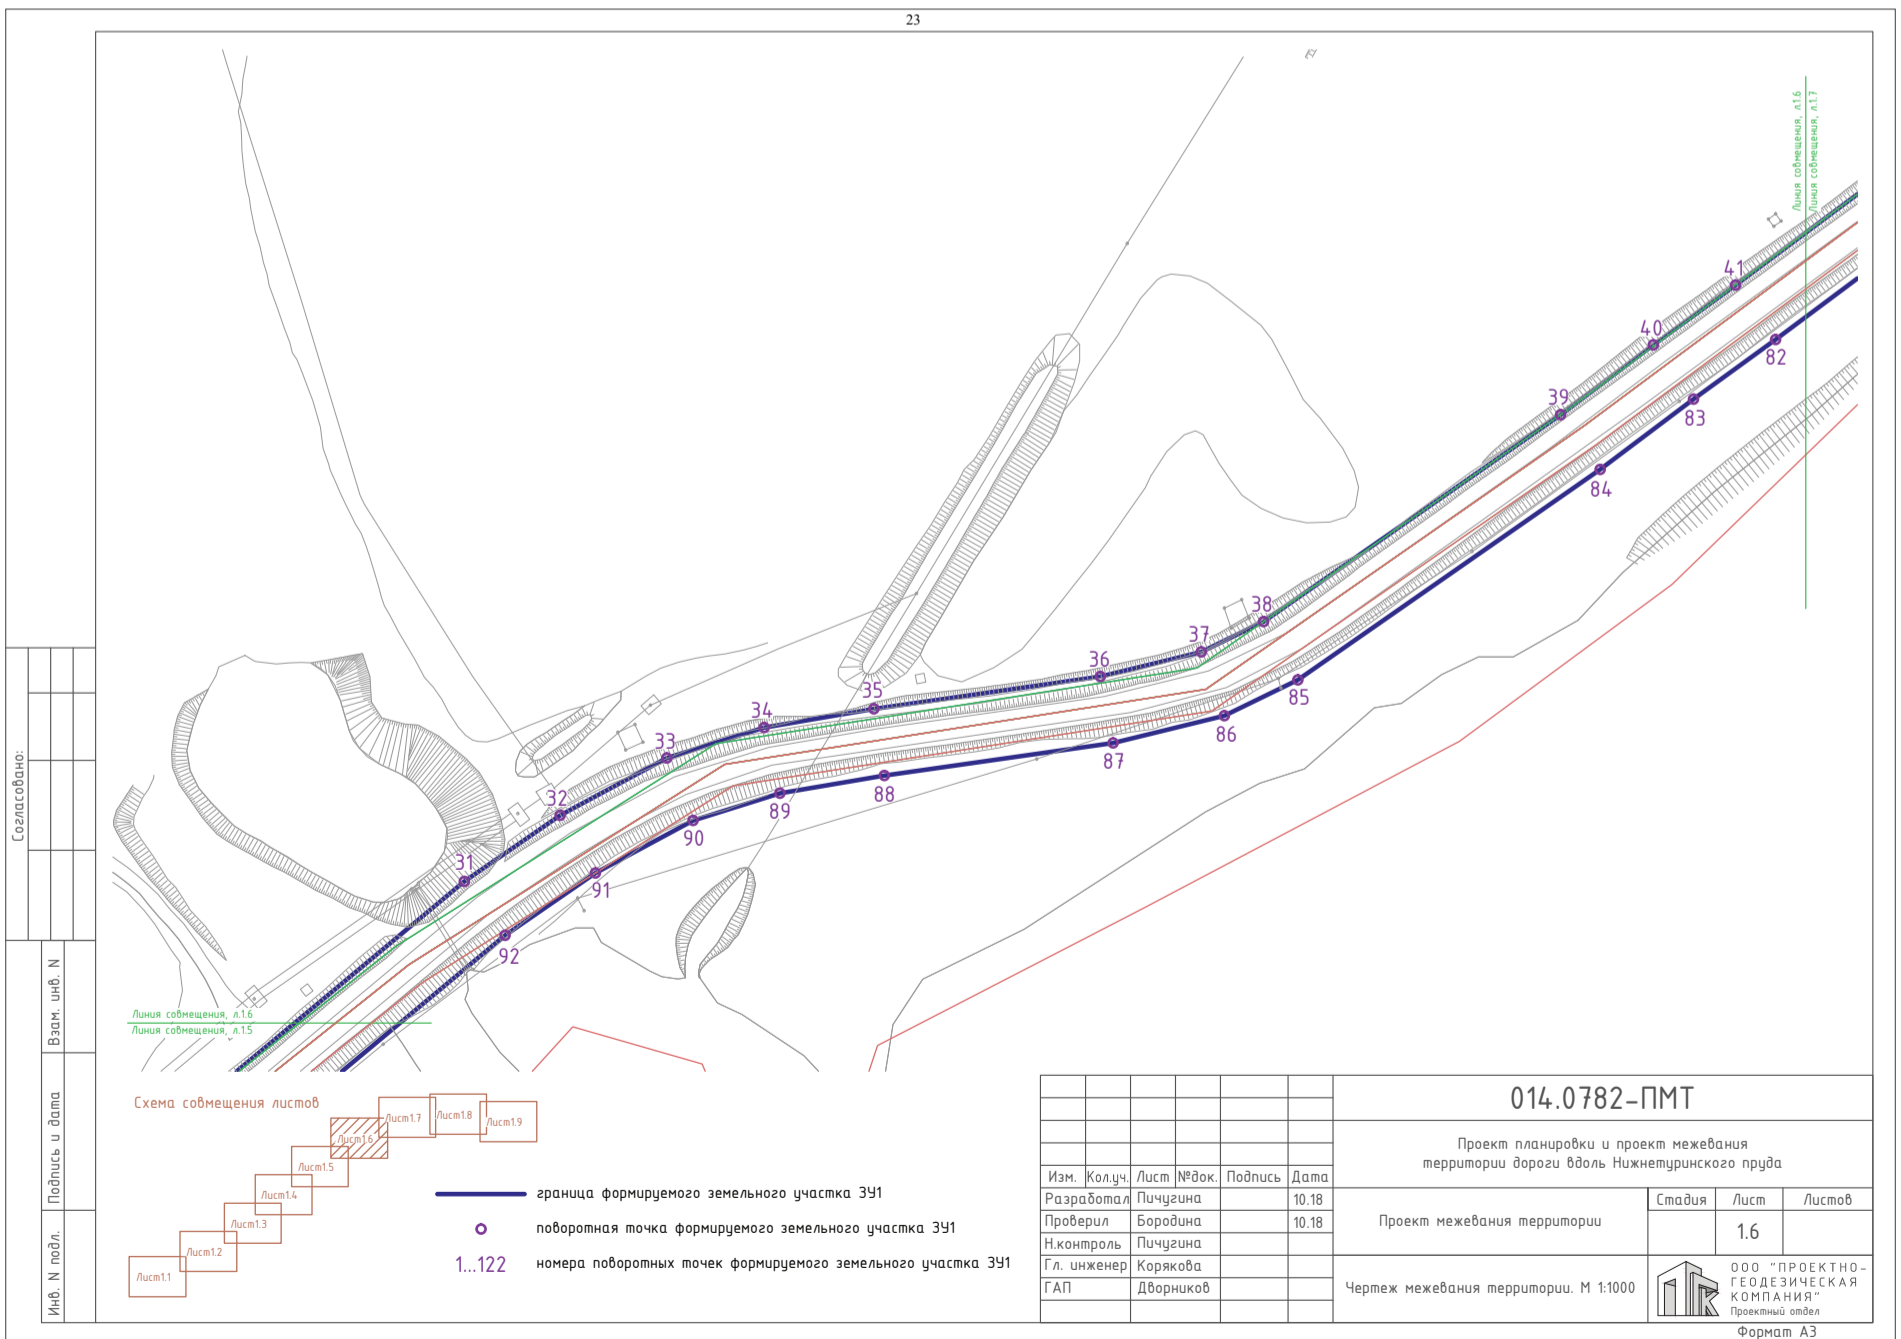 23
Линия совмещения, л.1.6
Линия совмещения, л.1.7
41
40
82
39
83
84
38
37
36
85
35
34
86
33
87
88
32
89
90
31
91
92
Линия совмещения, л.1.6
Линия совмещения, л.1.5
Согласовано:
Взам. инв. N
Подпись и дата
Инв. N подл.
Схема совмещения листов
Лист1.1
Лист1.2
Лист1.3
Лист1.4
Лист1.5
Лист1.6
Лист1.7
Лист1.8
Лист1.9
граница формируемого земельного участка ЗУ1
поворотная точка формируемого земельного участка ЗУ1
1...122 номера поворотных точек формируемого земельного участка ЗУ1
014.0782-ПМТ
Проект планировки и проект межевания
территории дороги вдоль Нижнетуринского пруда
Изм. Кол.уч. Лист №док. Подпись Дата
Разработал Пичугина 10.18
Проверил Бородина 10.18
Н.контроль Пичугина
Гл. инженер Корякова
ГАП Дворников
Проект межевания территории
Стадия Лист Листов
1.6
Чертеж межевания территории. М 1:1000
ООО "ПРОЕКТНО-
ГЕОДЕЗИЧЕСКАЯ
КОМПАНИЯ"
Проектный отдел
Формат А3